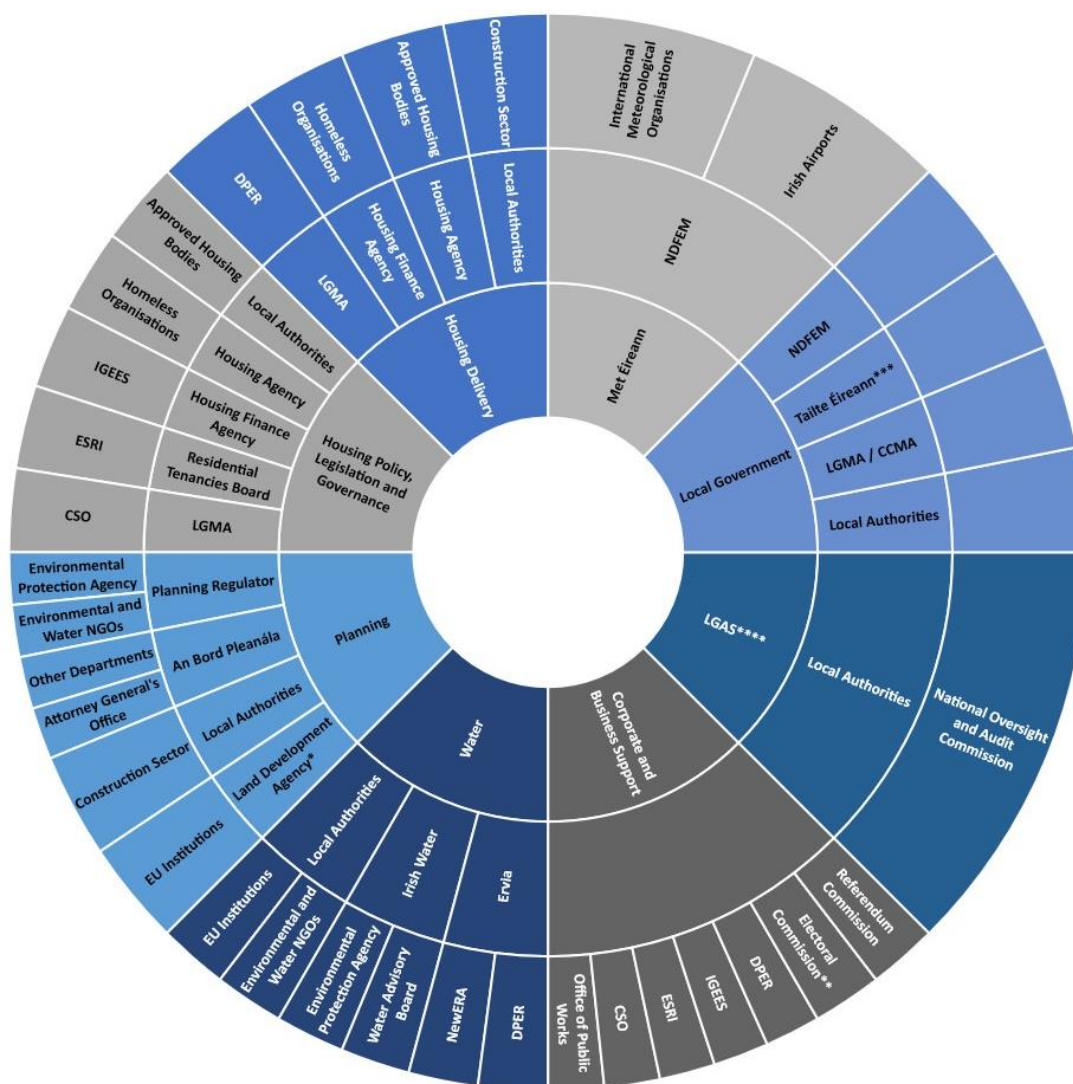 International
Meteorological
Organisations
Irish Airports
NDFEM
Met Éireann
NDFEM
Tailte Éireann***
LGMA / CCMA
Local Authorities
Local Government
LGAS****
Local Authorities
National Oversight
and Audit
Commission
Corporate and
Business Support
Referendum
Commission
Electoral
Commission**
DPER
IGEES
ESRI
CSO
Office of Public
Works
Water
Ervia
Irish Water
Local Authorities
DPER
NewERA
Water Advisory
Board
Environmental
Protection Agency
Environmental and
Water NGOs
EU Institutions
Planning
Land Development
Agency*
Local Authorities
An Bord Pleanála
Planning Regulator
EU Institutions
Construction Sector
Attorney General's
Office
Other Departments
Environmental and
Water NGOs
Environmental
Protection Agency
Housing Policy,
Legislation and
Governance
LGMA
Residential
Tenancies Board
Housing Finance
Agency
Housing Agency
Local Authorities
CSO
ESRI
IGEES
Homeless
Organisations
Approved Housing
Bodies
Housing Delivery
LGMA
Housing Finance
Agency
Housing Agency
Local Authorities
DPER
Homeless
Organisations
Approved Housing
Bodies
Construction Sector